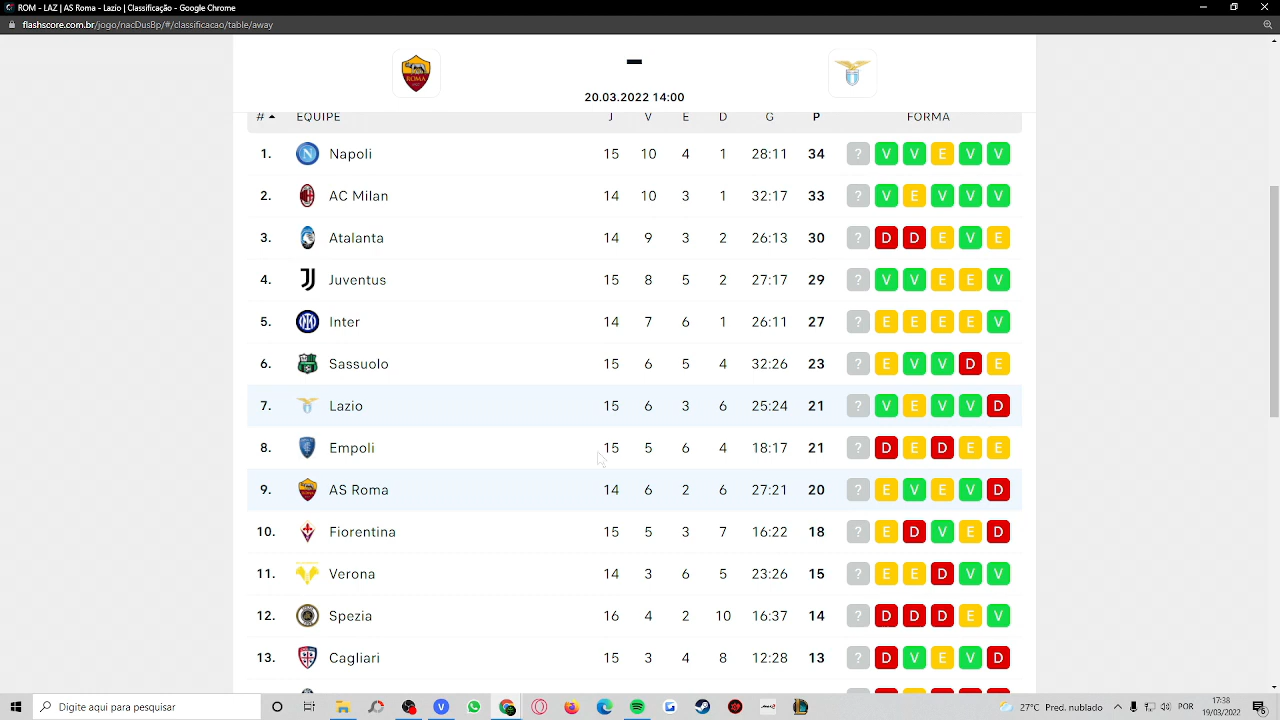 ROM - LAZ | AS Roma - Lazio | Classificação - Google Chrome
flashscore.com.br/jogo/nacDusDp/#/classificacao/table/away
ROMA
-
20.03.2022 14:00
# EQUIPE J V E D G P FORMA
1. Napoli 15 10 4 1 28:11 34 ? V V E V V
2. AC Milan 14 10 3 1 32:17 33 ? V E V V V
3. Atalanta 14 9 3 2 26:13 30 ? D D E V E
4. Juventus 15 8 5 2 27:17 29 ? V V E E V
5. Inter 14 7 6 1 26:11 27 ? E E E E V
6. Sassuolo 15 6 5 4 32:26 23 ? E V V D E
7. Lazio 15 6 3 6 25:24 21 ? V E V V D
8. Empoli 15 5 6 4 18:17 21 ? D E D E E
9. AS Roma 14 6 2 6 27:21 20 ? E V E V D
10. Fiorentina 15 5 3 7 16:22 18 ? E D V E D
11. Verona 14 3 6 5 23:26 15 ? E E D V V
12. Spezia 16 4 2 10 16:37 14 ? D D D E V
13. Cagliari 15 3 4 8 12:28 13 ? D V E V D
Digite aqui para pesquisar
27°C Pred. nublado
POR
17:38
19/03/2022